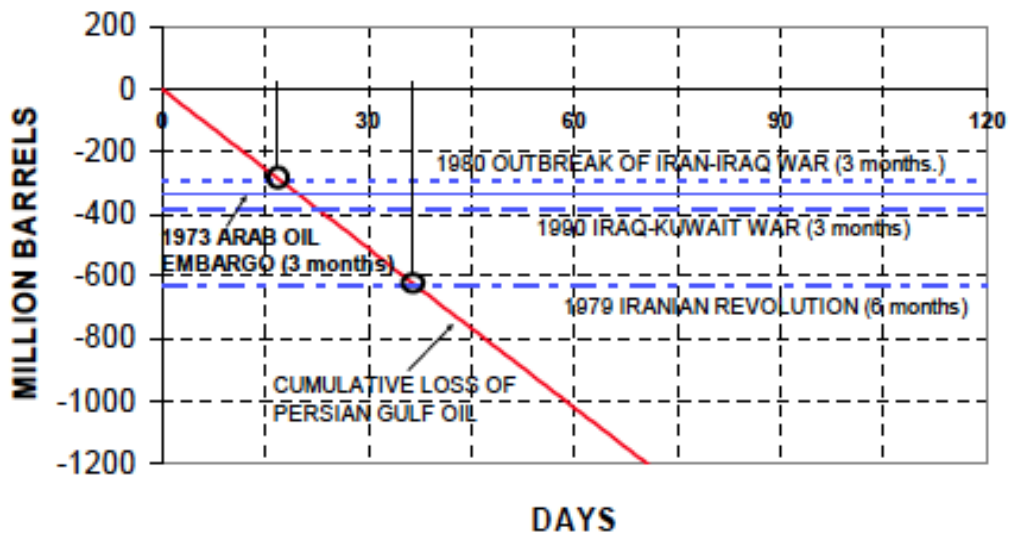 200
0
-200
-400
-600
-800
-1000
-1200
MILLION BARRELS
0 30 60 90 120
1980 OUTBREAK OF IRAN-IRAQ WAR (3 months.)
1973 ARAB OIL
EMBARGO (3 months)
1990 IRAQ-KUWAIT WAR (3 months)
1979 IRANIAN REVOLUTION (6 months)
CUMULATIVE LOSS OF
PERSIAN GULF OIL
DAYS